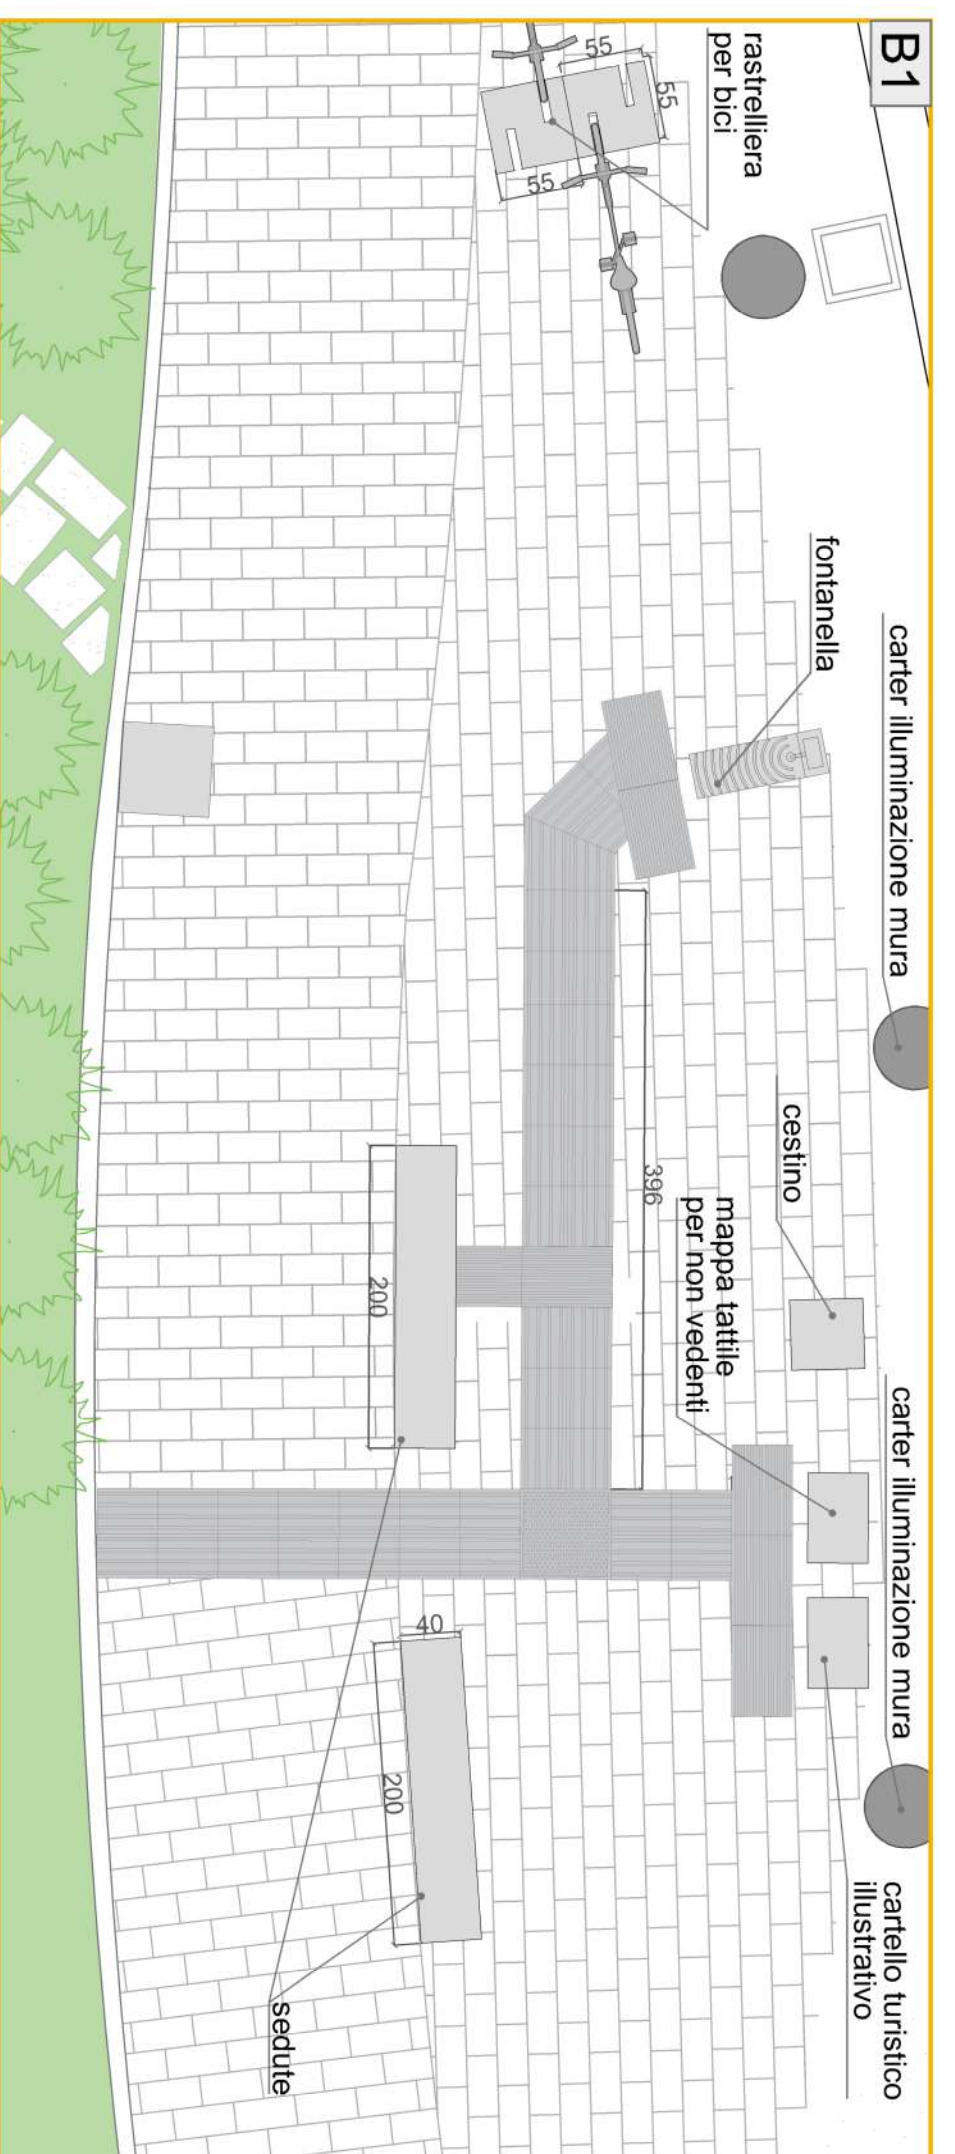 B1
rastrelliera
per bici
55
55
55
fontanella
carter illuminazione mura
396
cestino
mappa tattile
per non vedenti
200
carter illuminazione mura
40
200
cartello turistico
illustrativo
sedute